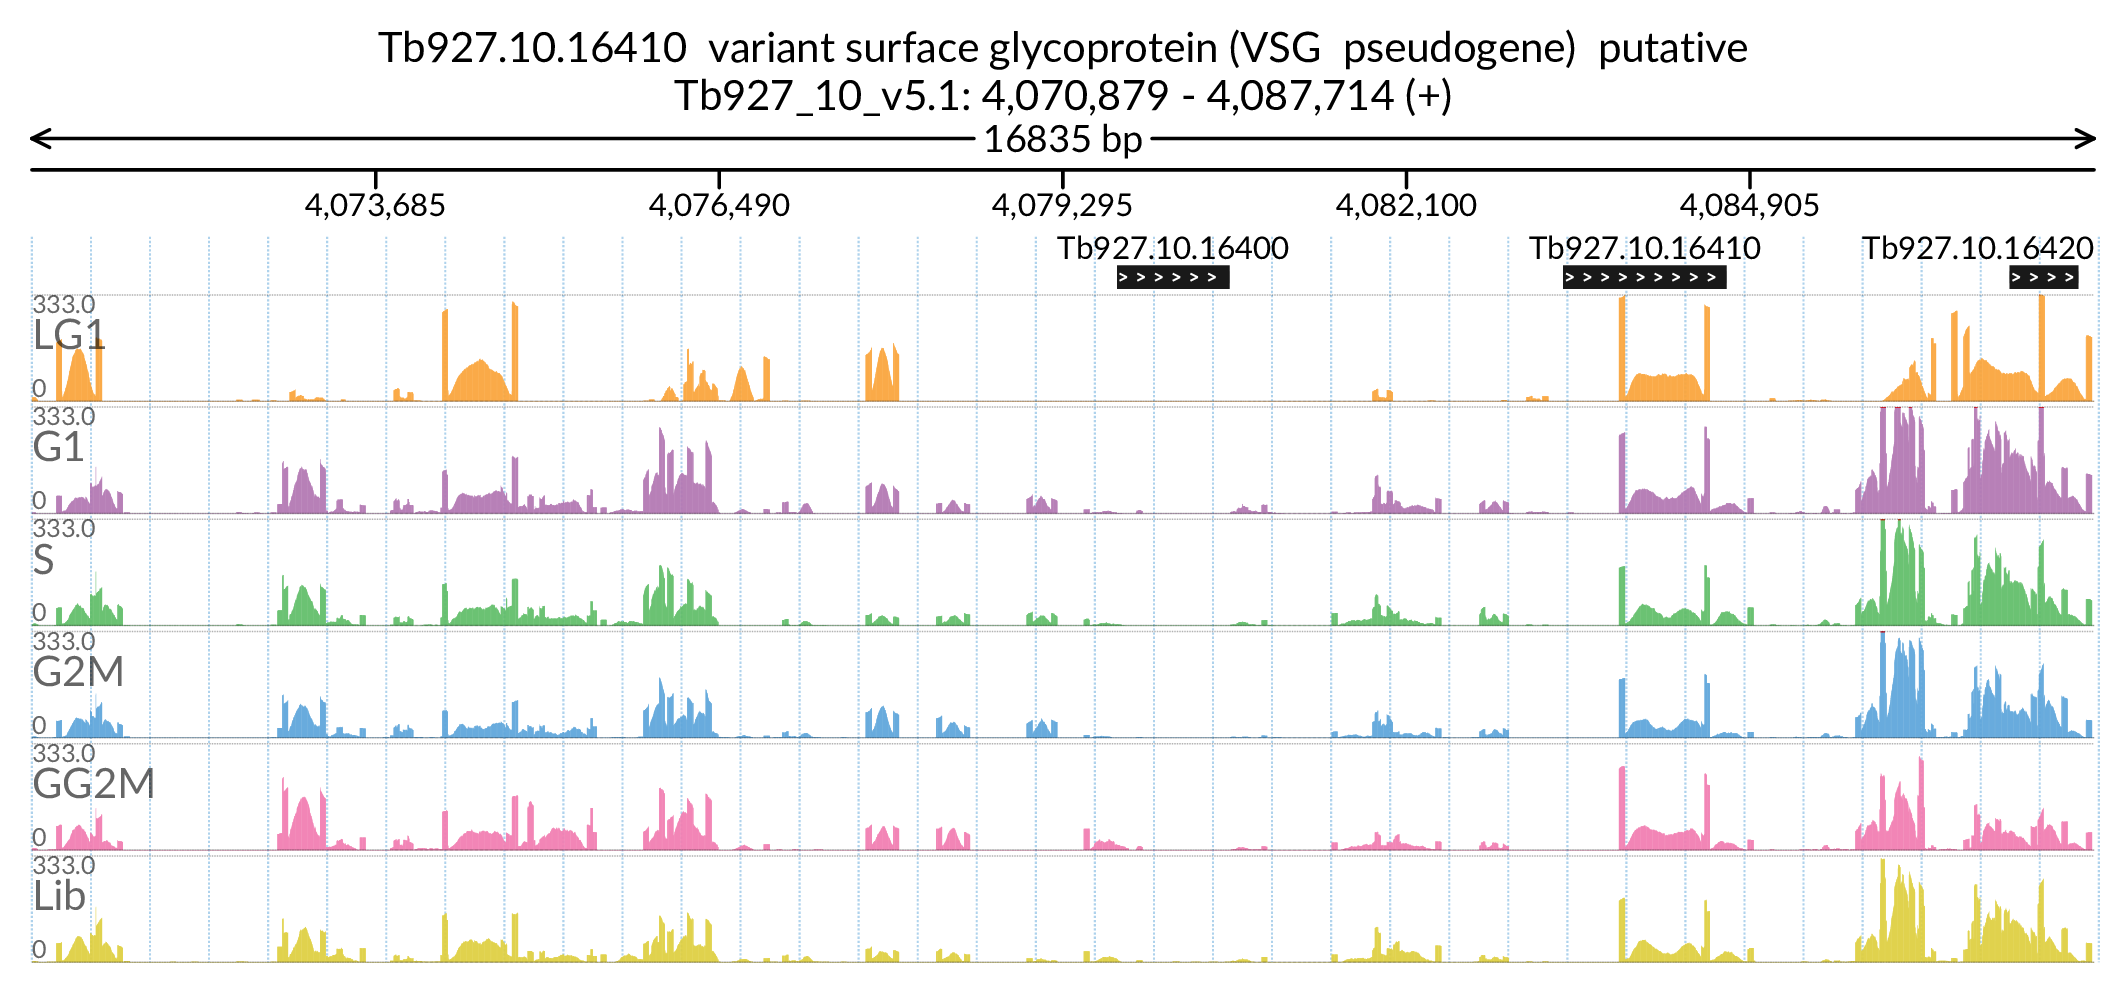 Tb927.10.16410  variant surface glycoprotein (VSG  pseudogene)  putative
Tb927_10_v5.1: 4,070,879 - 4,087,714 (+)
16835 bp
4,073,685 4,076,490 4,079,295 4,082,100 4,084,905
Tb927.10.16400 Tb927.10.16410 Tb927.10.16420
333.0
LG1
0
333.0
G1
0
333.0
S
0
333.0
G2M
0
333.0
GG2M
0
333.0
Lib
0